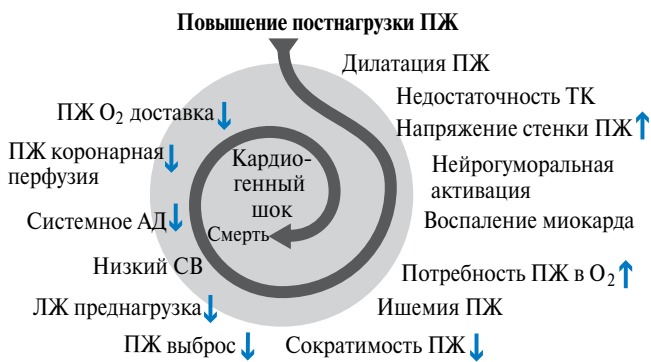 Повышение постнагрузки ПЖ
Дилатация ПЖ
Недостаточность ТК
Напряжение стенки ПЖ↑
Нейрогуморальная
активация
Воспаление миокарда
Потребность ПЖ в O₂↑
Ишемия ПЖ
Сократимость ПЖ↓
ПЖ выброс↓
ЛЖ преднагрузка↓
Низкий СВ
Системное АД↓
ПЖ коронарная↓
перфузия
ПЖ O₂ доставка↓
Кардио-
генный
шок
Смерть